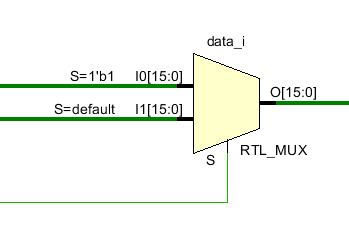 data_i
S=1'b1 I0[15:0]
O[15:0]
S=default I1[15:0]
S RTL_MUX